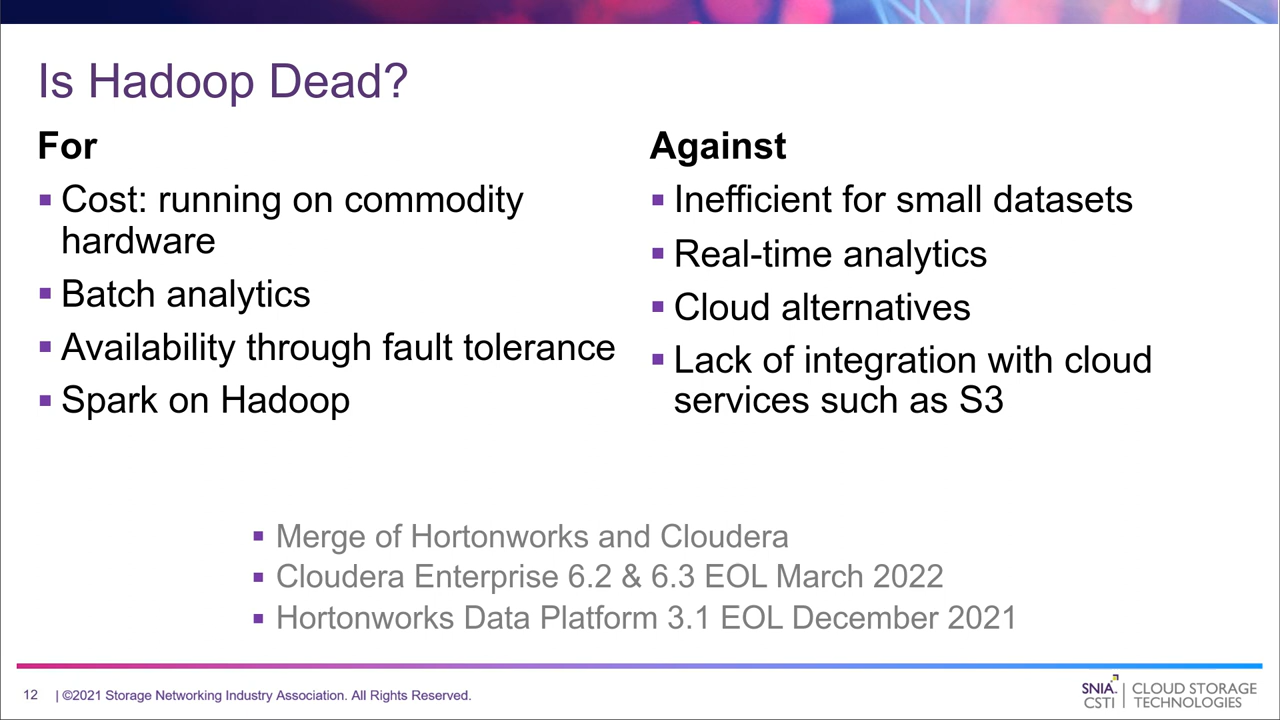 Is Hadoop Dead?
For
▪ Cost: running on commodity
hardware
▪ Batch analytics
▪ Availability through fault tolerance
▪ Spark on Hadoop
Against
▪ Inefficient for small datasets
▪ Real-time analytics
▪ Cloud alternatives
▪ Lack of integration with cloud
services such as S3
▪ Merge of Hortonworks and Cloudera
▪ Cloudera Enterprise 6.2 & 6.3 EOL March 2022
▪ Hortonworks Data Platform 3.1 EOL December 2021
12 | ©2021 Storage Networking Industry Association. All Rights Reserved.
SNIA. | CLOUD STORAGE
CSTI | TECHNOLOGIES